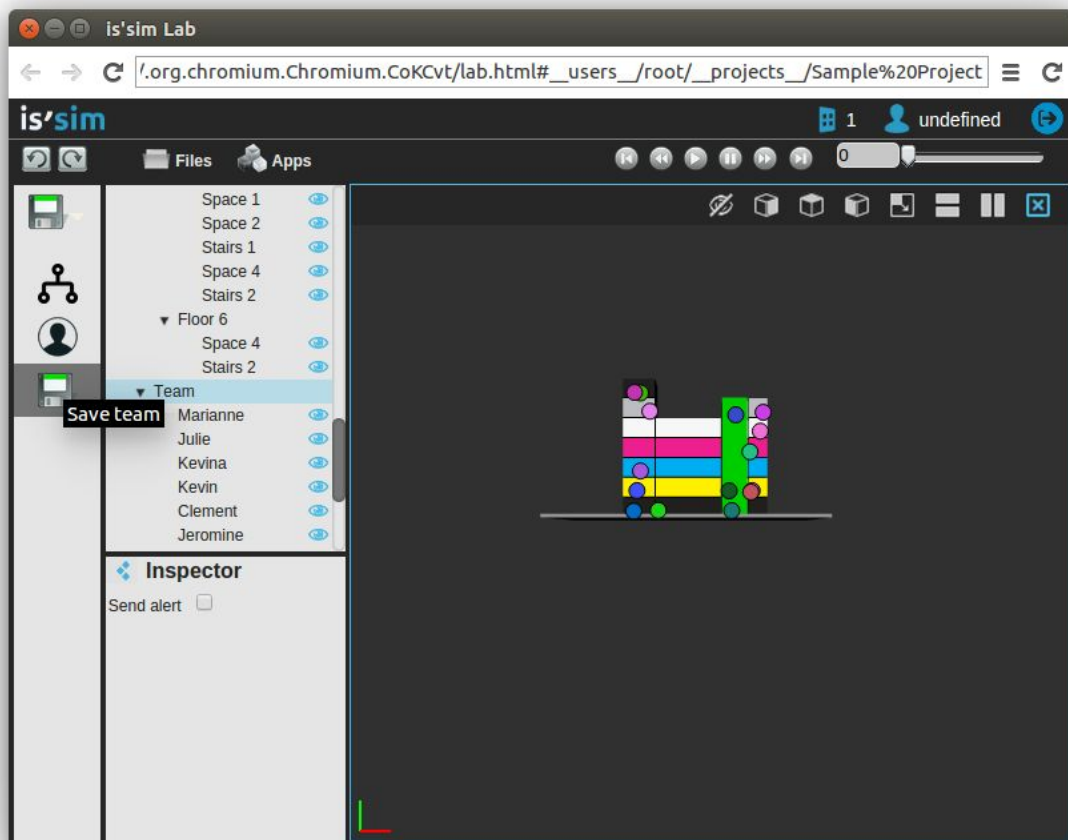 is'sim Lab
/.org.chromium.Chromium.CoKCvt/lab.html#__users__/root/__projects__/Sample%20Project
is'sim
1
undefined
Files
Apps
0
Space 1
Space 2
Stairs 1
Space 4
Stairs 2
Floor 6
Space 4
Stairs 2
Team
Save team
Marianne
Julie
Kevina
Kevin
Clement
Jeromine
Inspector
Send alert